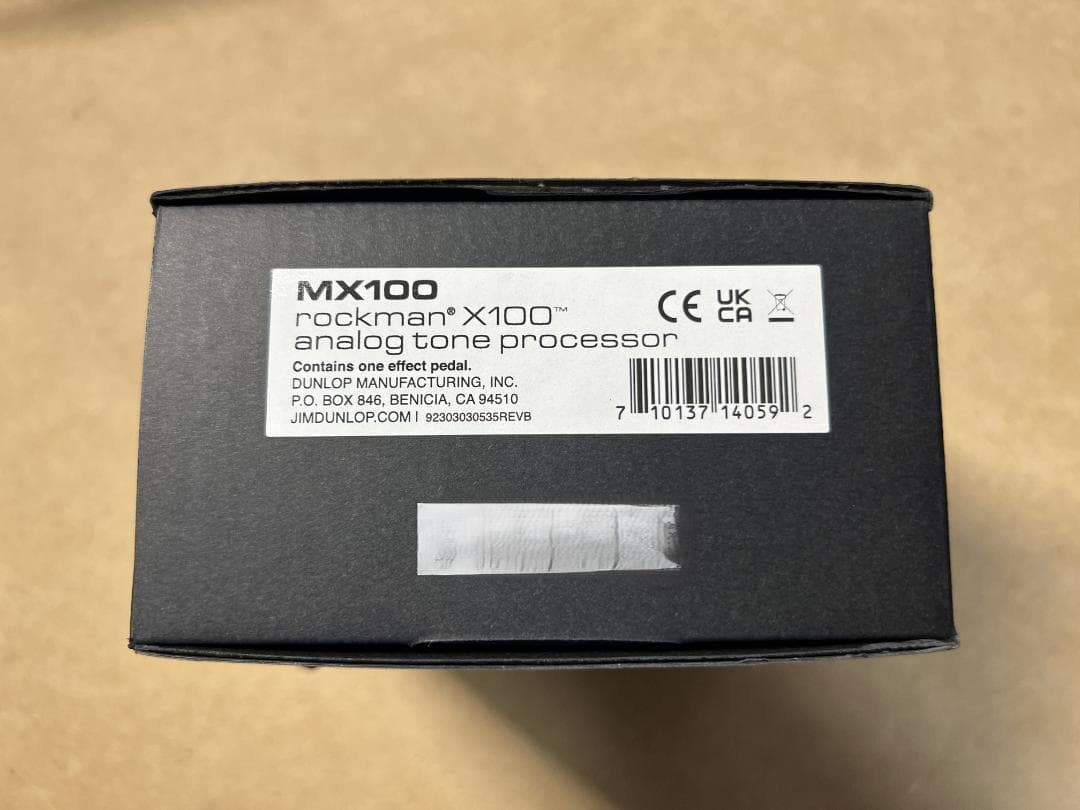 MX100
rockman® X100™
analog tone processor
Contains one effect pedal.
DUNLOP MANUFACTURING, INC.
P.O. BOX 846, BENICIA, CA 94510
JIMDUNLOP.COM | 92303030535REVB
CE UK CA
7 10137 14059 2